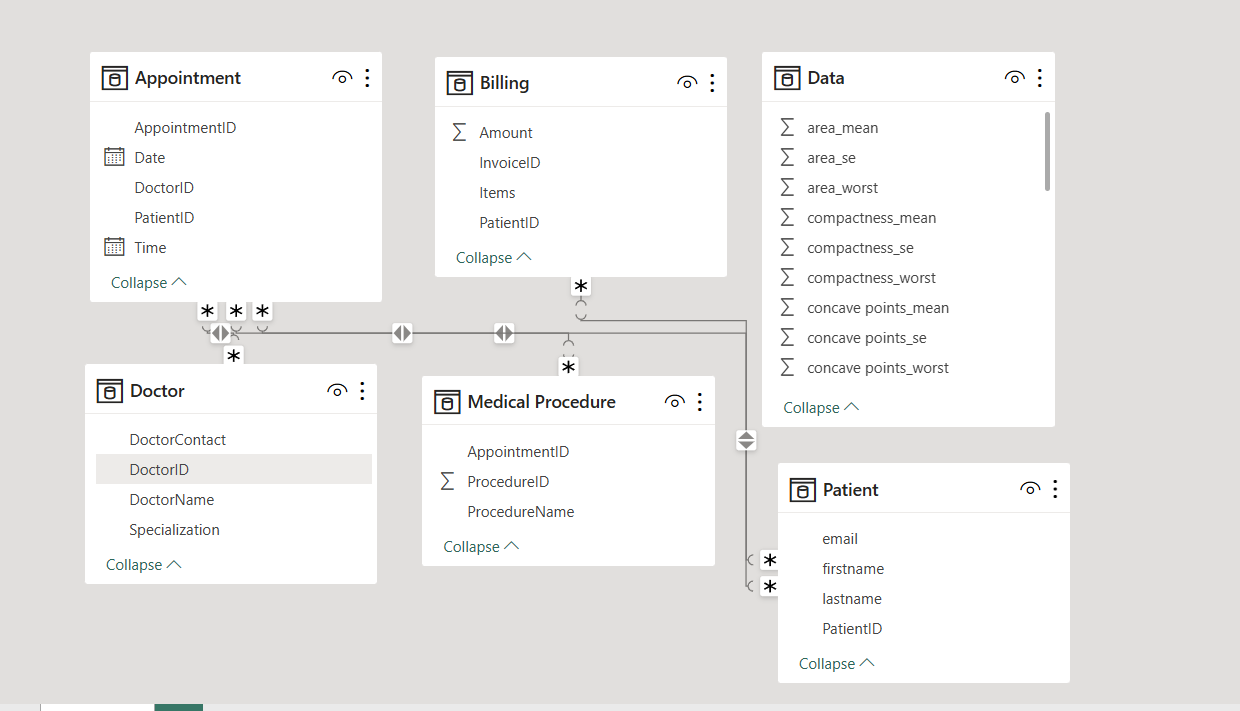 Appointment
AppointmentID
Date
DoctorID
PatientID
Time
Collapse
Billing
Amount
InvoiceID
Items
PatientID
Collapse
Data
area_mean
area_se
area_worst
compactness_mean
compactness_se
compactness_worst
concave points_mean
concave points_se
concave points_worst
Collapse
Doctor
DoctorContact
DoctorID
DoctorName
Specialization
Collapse
Medical Procedure
AppointmentID
ProcedureID
ProcedureName
Collapse
Patient
email
firstname
lastname
PatientID
Collapse